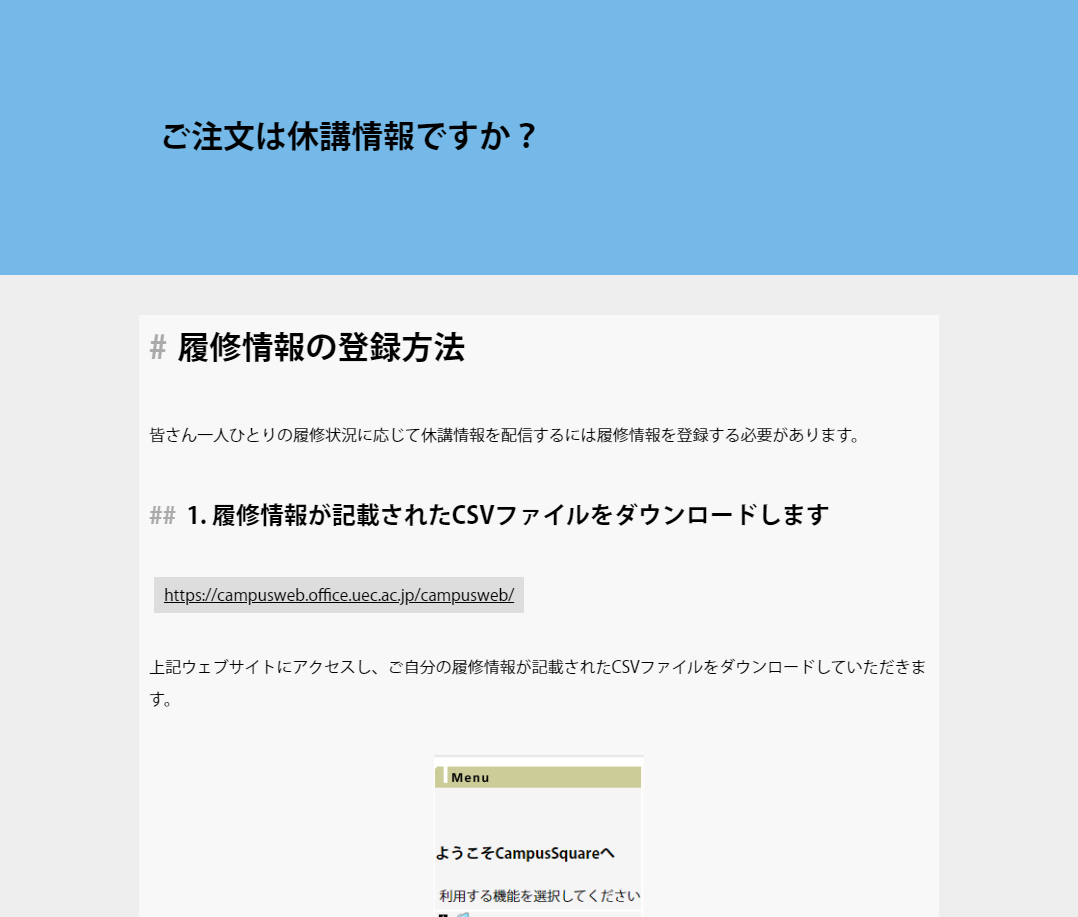 ご注文は休講情報ですか？
# 履修情報の登録方法
皆さん一人ひとりの履修状況に応じて休講情報を配信するには履修情報を登録する必要があります。
## 1. 履修情報が記載されたCSVファイルをダウンロードします
https://campusweb.office.uec.ac.jp/campusweb/
上記ウェブサイトにアクセスし、ご自分の履修情報が記載されたCSVファイルをダウンロードしていただきま
す。
Menu
ようこそCampusSquareへ
利用する機能を選択してください